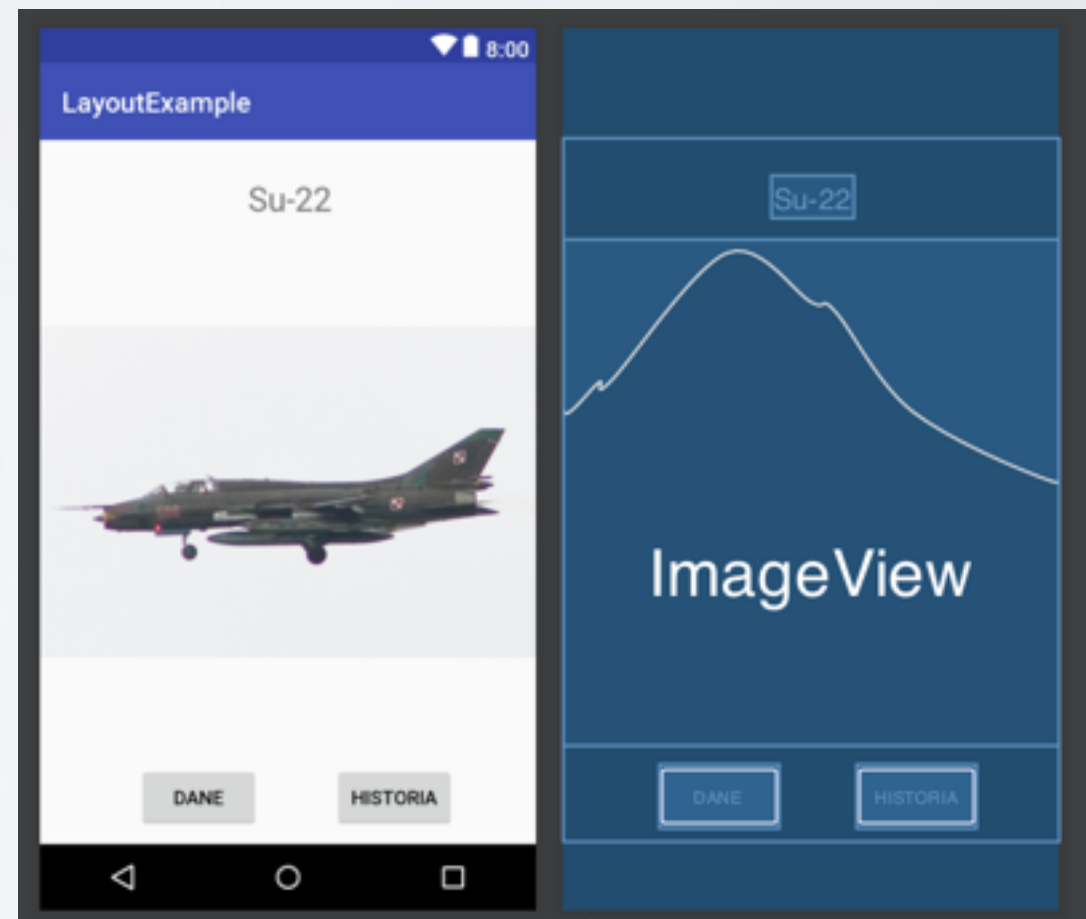 8:00
LayoutExample
Su-22
DANE
HISTORIA
Su-22
ImageView
DANE
HISTORIA